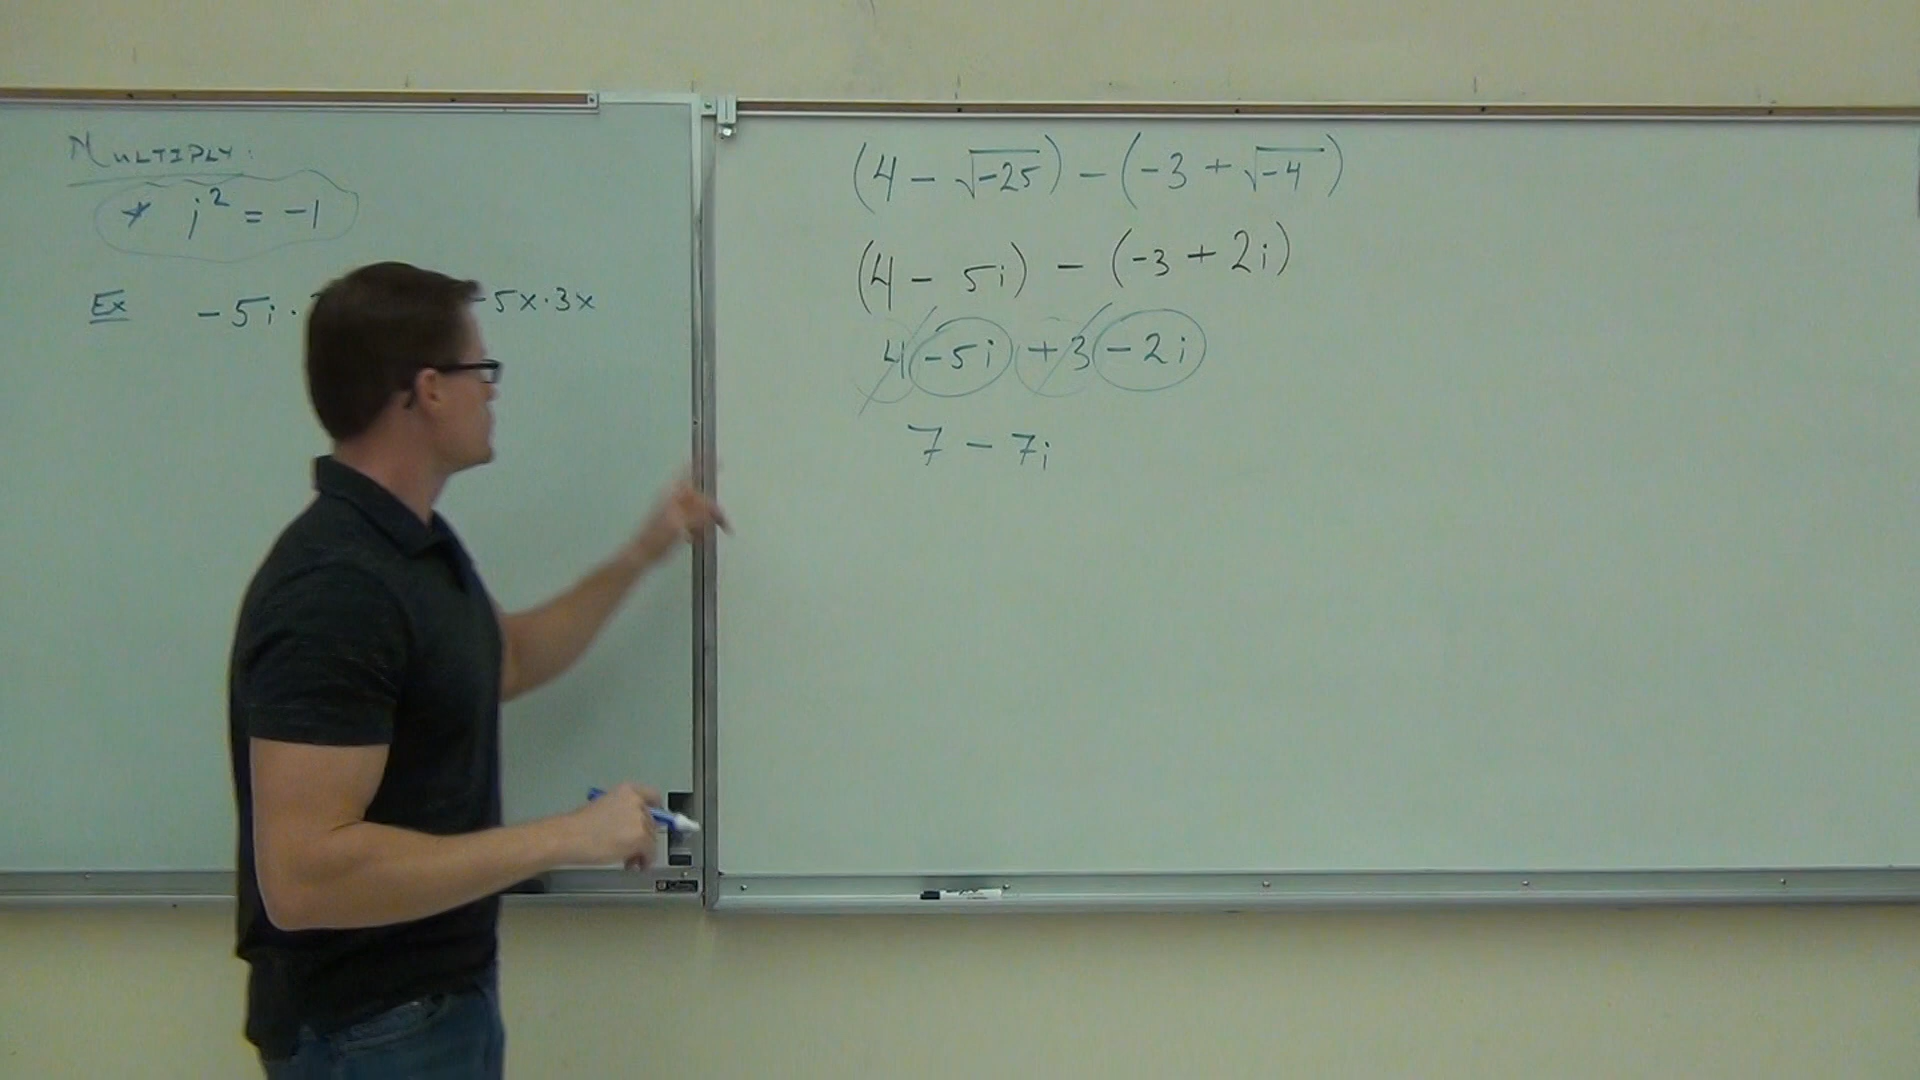 MULTIPLY:
* i² = -1
Ex -5i · -5x·3x
(4 - √-25) - (-3 + √-4)
(4 - 5i) - (-3 + 2i)
4 -5i +3 -2i
7 - 7i